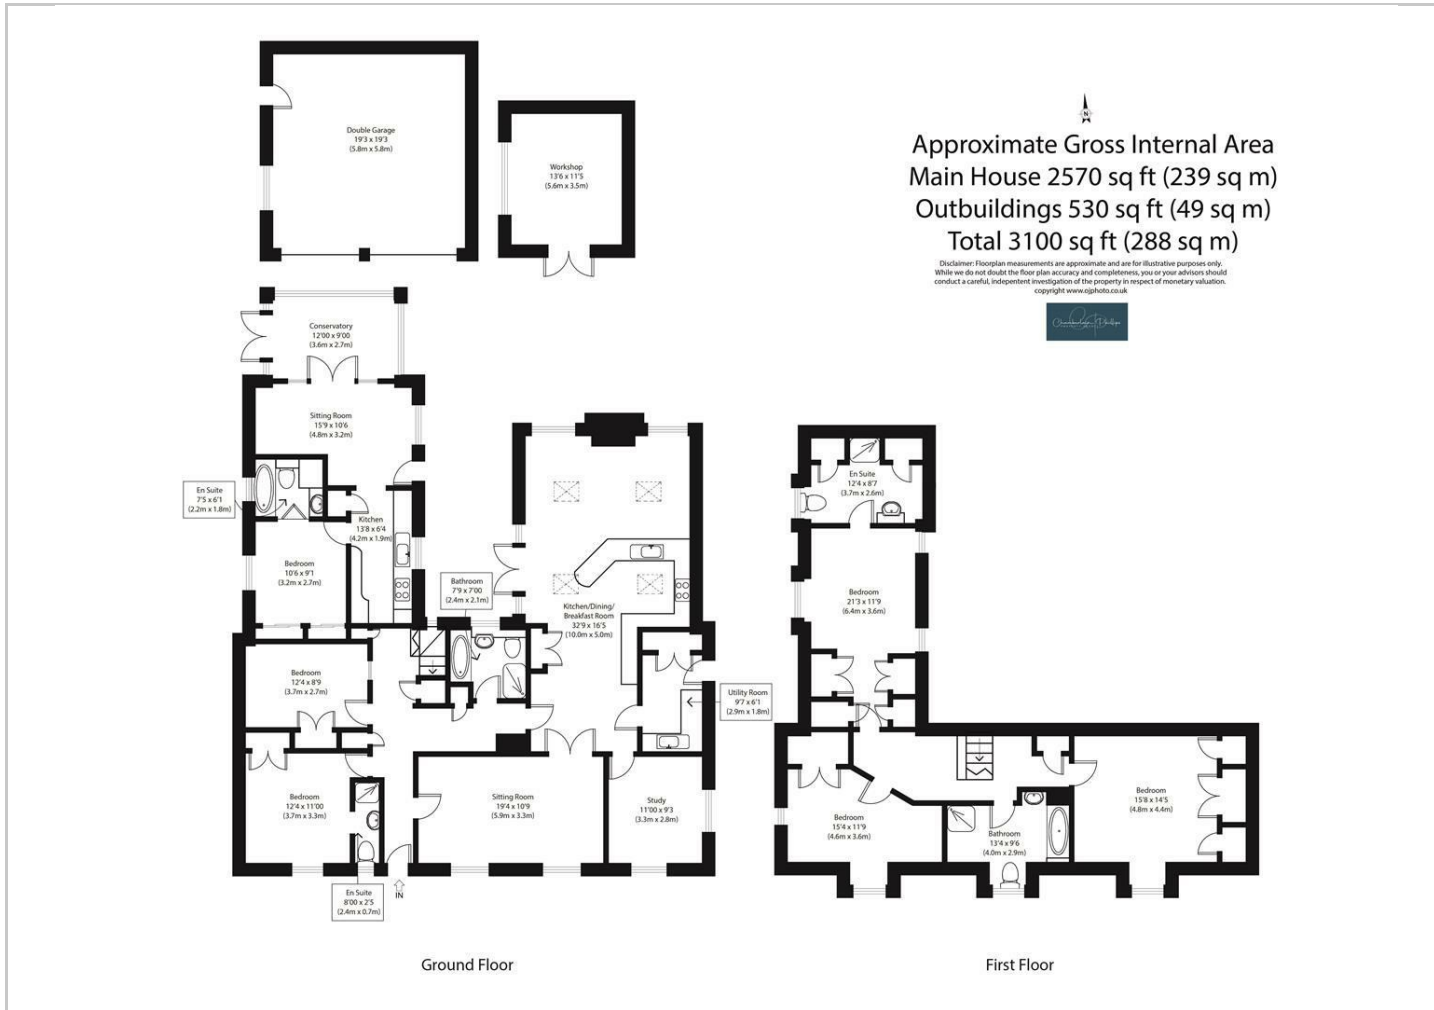 Double Garage
19'3 x 19'3
(5.8m x 5.8m)
Workshop
13'6 x 11'5
(5.6m x 3.5m)
N
Approximate Gross Internal Area
Main House 2570 sq ft (239 sq m)
Outbuildings 530 sq ft (49 sq m)
Total 3100 sq ft (288 sq m)
Disclaimer: Floorplan measurements are approximate and are for illustrative purposes only.
While we do not doubt the floor plan accuracy and completeness, you or your advisors should
conduct a careful, indepentent investigation of the property in respect of monetary valuation.
copyright www.ojphoto.co.uk
Conservatory
12'00 x 9'00
(3.6m x 2.7m)
Sitting Room
15'9 x 10'6
(4.8m x 3.2m)
En Suite
7'5 x 6'1
(2.2m x 1.8m)
Kitchen
13'8 x 6'4
(4.2m x 1.9m)
Bedroom
10'6 x 9'1
(3.2m x 2.7m)
Bathroom
7'9 x 7'00
(2.4m x 2.1m)
Kitchen/Dining/
Breakfast Room
32'9 x 16'5
(10.0m x 5.0m)
Bedroom
12'4 x 8'9
(3.7m x 2.7m)
Utility Room
9'7 x 6'1
(2.9m x 1.8m)
Bedroom
12'4 x 11'00
(3.7m x 3.3m)
Sitting Room
19'4 x 10'9
(5.9m x 3.3m)
Study
11'00 x 9'3
(3.3m x 2.8m)
En Suite
8'00 x 2'5
(2.4m x 0.7m)
IN
Ground Floor
En Suite
12'4 x 8'7
(3.7m x 2.6m)
Bedroom
21'3 x 11'9
(6.4m x 3.6m)
Bedroom
15'4 x 11'9
(4.6m x 3.6m)
Bathroom
13'4 x 9'6
(4.0m x 2.9m)
Bedroom
15'8 x 14'5
(4.8m x 4.4m)
First Floor